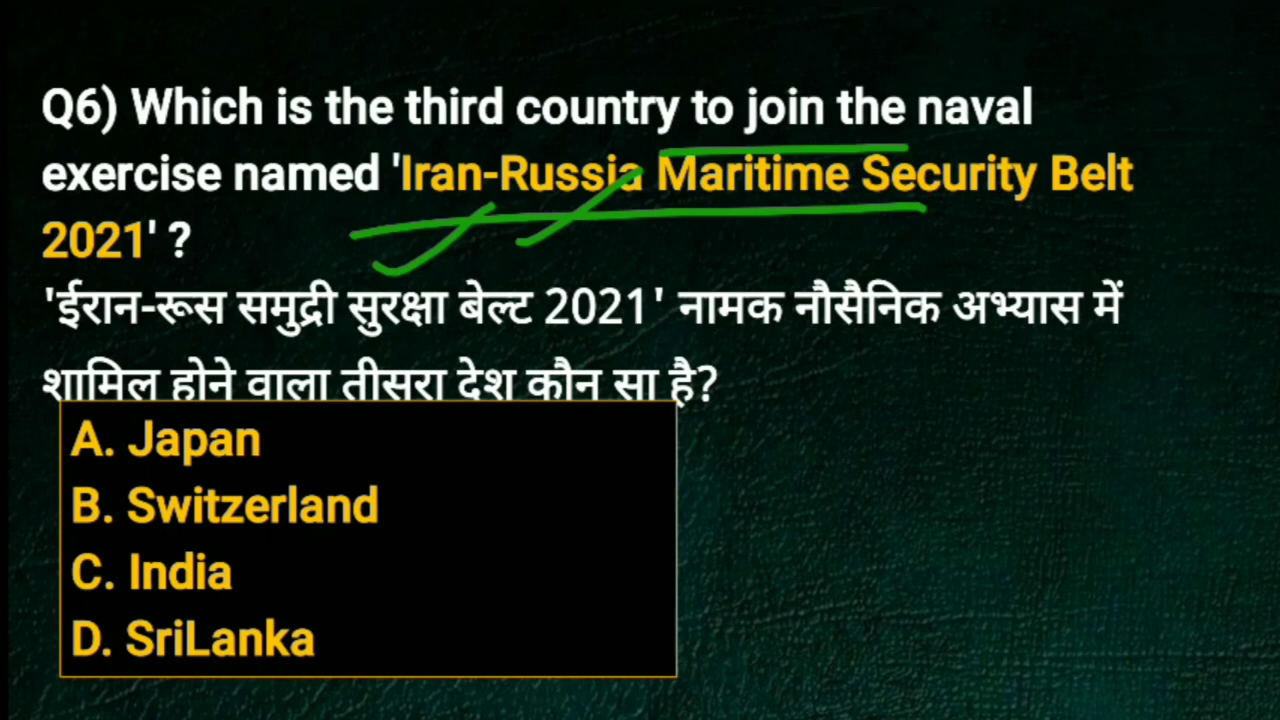 Q6) Which is the third country to join the naval
exercise named 'Iran-Russia Maritime Security Belt
2021' ?
'ईरान-रूस समुद्री सुरक्षा बेल्ट 2021' नामक नौसैनिक अभ्यास में
शामिल होने वाला तीसरा देश कौन सा है?
A. Japan
B. Switzerland
C. India
D. SriLanka